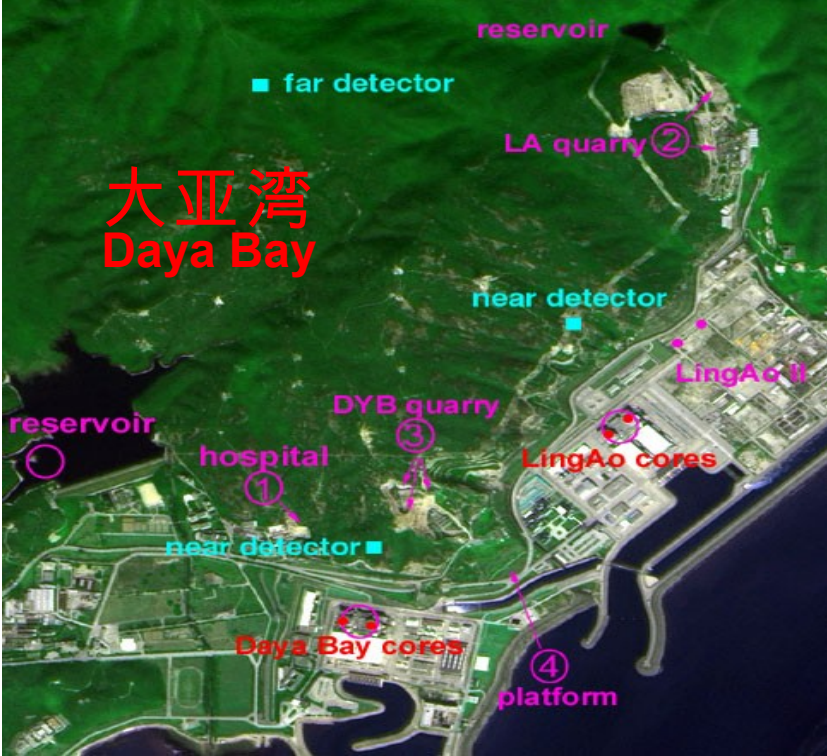 reservoir
far detector
LA quarry ②
大亚湾
Daya Bay
near detector
LingAo II
DYB quarry
③
reservoir
LingAo cores
hospital
①
near detector
Daya Bay cores
④
platform